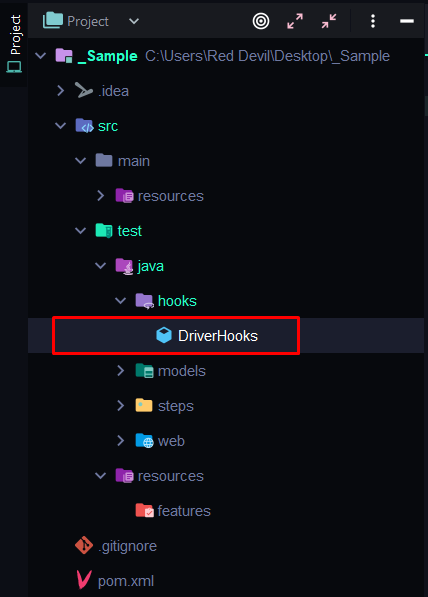 Project
Project
_Sample C:\Users\Red Devil\Desktop\_Sample
.idea
src
main
resources
test
java
hooks
DriverHooks
models
steps
web
resources
features
.gitignore
pom.xml